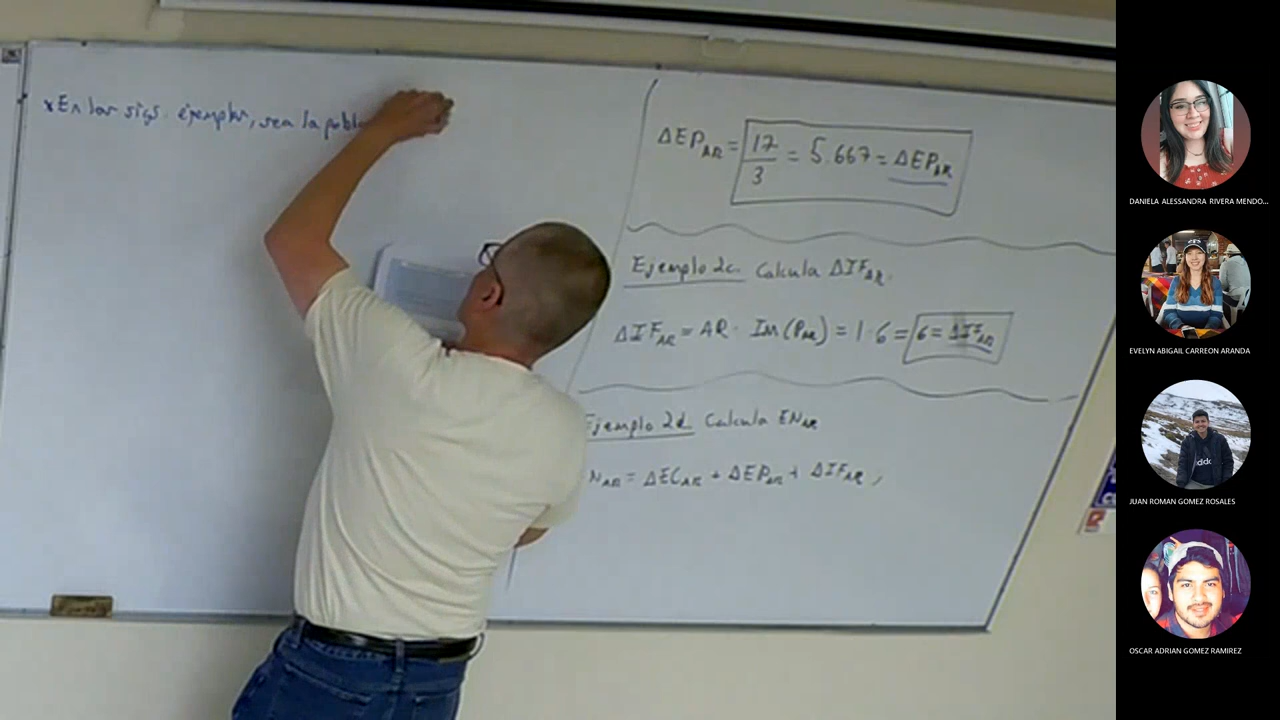 *En los sigs. ejemplos, sea la pobl
ΔEP_AR = 17/3 = 5.667 = ΔEP_AR
Ejemplo 2c. Calcula ΔIF_AR.
ΔIF_AR = AR · Im(P_AR) = 1·6 = 6 = ΔIF_AR
Ejemplo 2d. Calcula EN_AR
N_AR = ΔEC_AR + ΔEP_AR + ΔIF_AR,
DANIELA ALESSANDRA RIVERA MENDO...
EVELYN ABIGAIL CARREON ARANDA
JUAN ROMAN GOMEZ ROSALES
OSCAR ADRIAN GOMEZ RAMIREZ